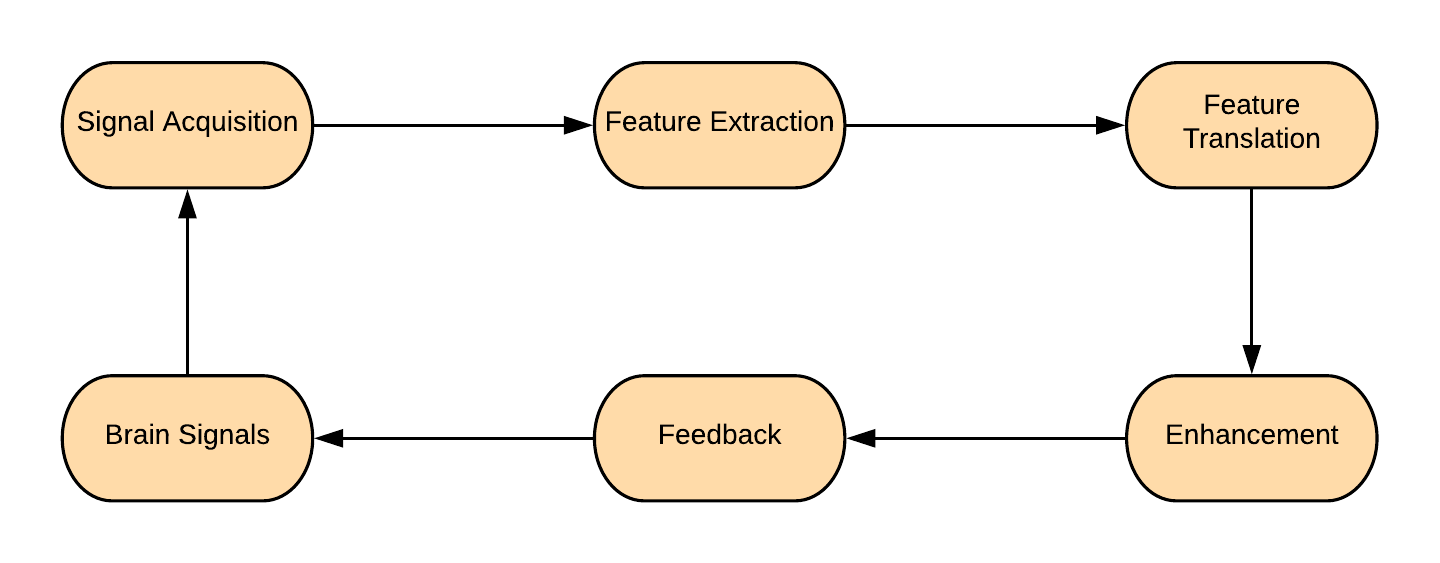 Signal Acquisition
Feature Extraction
Feature
Translation
Brain Signals
Feedback
Enhancement